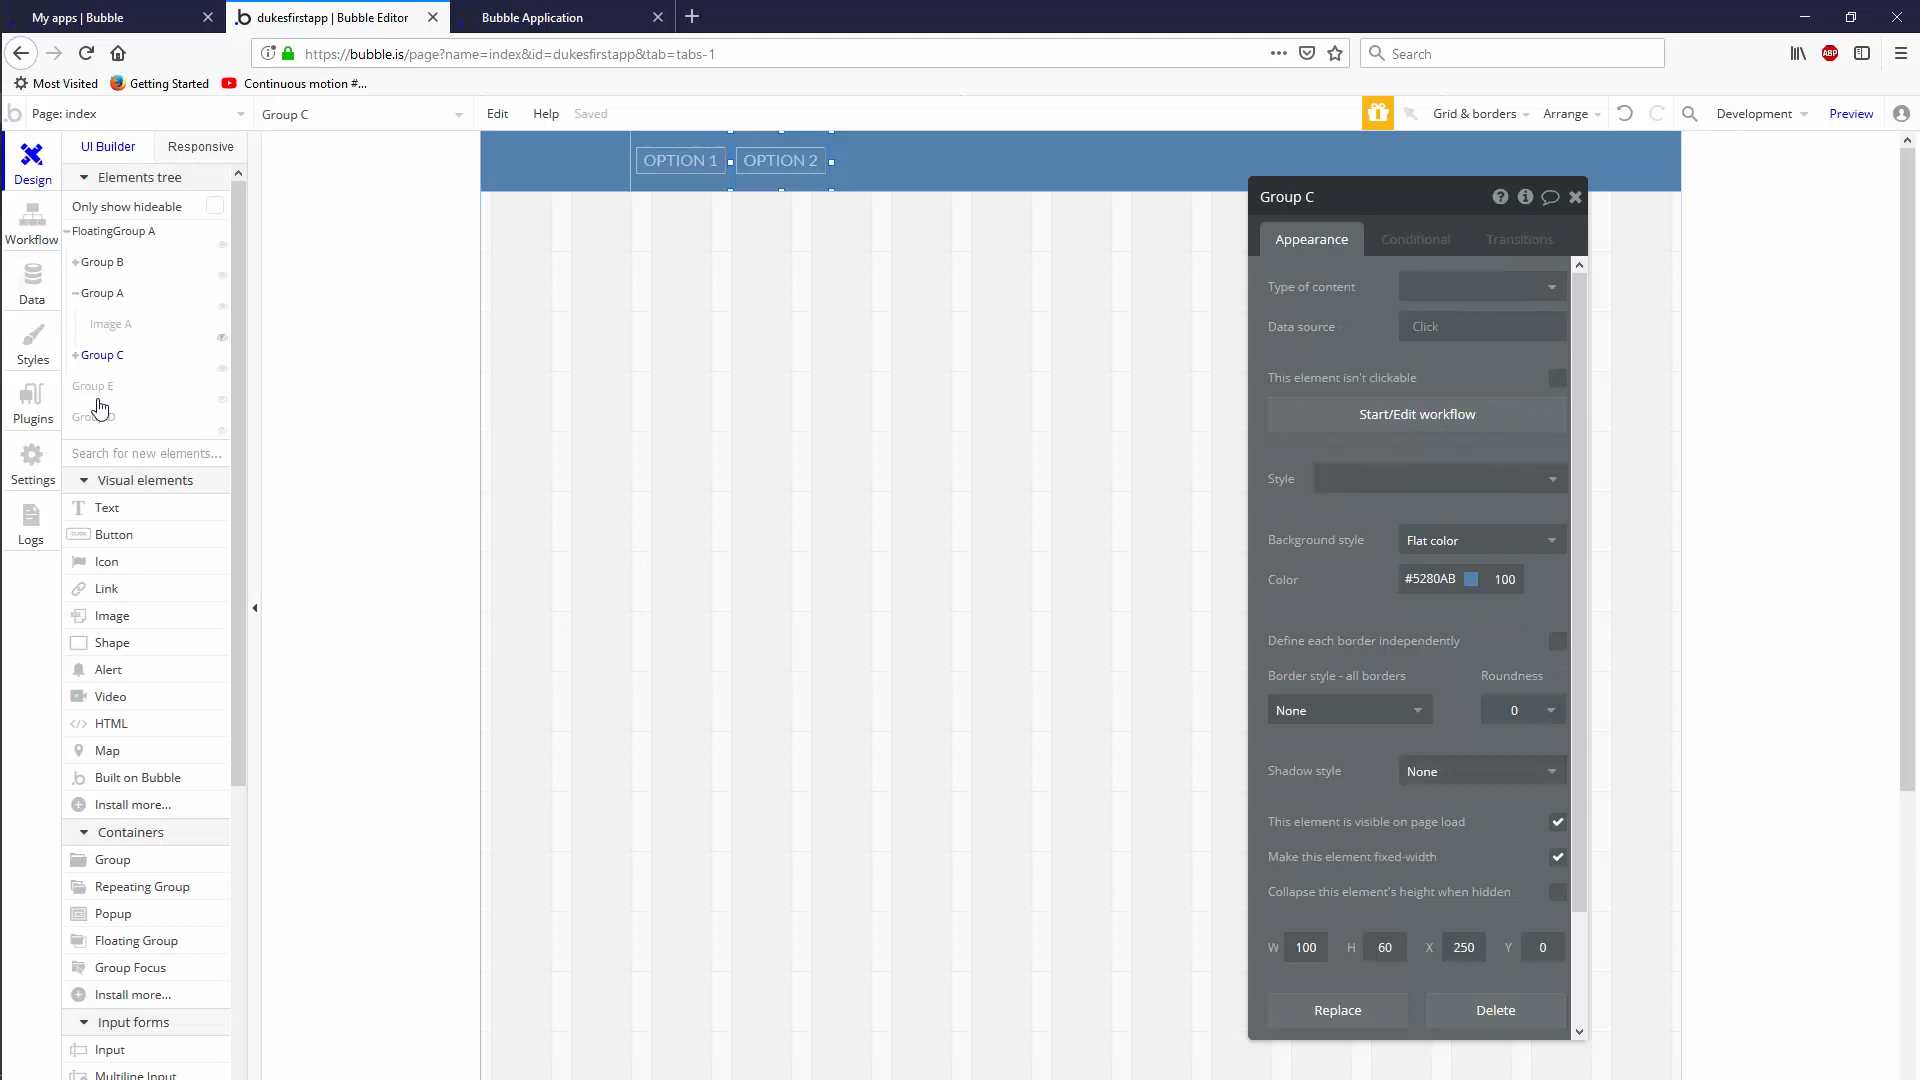 My apps | Bubble
dukesfirstapp | Bubble Editor
Bubble Application
https://bubble.is/page?name=index&id=dukesfirstapp&tab=tabs-1
Search
ABP
Most Visited
Getting Started
Continuous motion #...
Page: index
Group C
Edit
Help
Saved
Grid & borders
Arrange
Development
Preview
Design
Workflow
Data
Styles
Plugins
Settings
Logs
UI Builder
Responsive
Elements tree
Only show hideable
FloatingGroup A
Group B
Group A
Image A
Group C
Group E
Search for new elements...
Visual elements
Text
CLICK
Button
Icon
Link
Image
Shape
Alert
Video
HTML
Map
Built on Bubble
Install more...
Containers
Group
Repeating Group
Popup
Floating Group
Group Focus
Install more...
Input forms
Input
Multiline Input
OPTION 1
OPTION 2
Group C
Appearance
Conditional
Transitions
Type of content
Data source
Click
This element isn't clickable
Start/Edit workflow
Style
Background style
Flat color
Color
#5280AB
100
Define each border independently
Border style - all borders
Roundness
None
0
Shadow style
None
This element is visible on page load
Make this element fixed-width
Collapse this element's height when hidden
W 100 H 60 X 250 Y 0
Replace
Delete